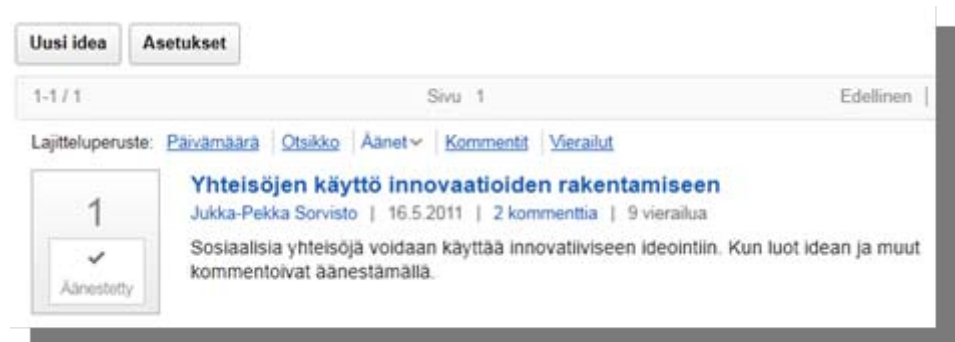 Uusi idea Asetukset
1-1 / 1 Sivu 1 Edellinen |
Lajitteluperuste: Päivämäärä | Otsikko | Äänet | Kommentit | Vierailut
Yhteisöjen käyttö innovaatioiden rakentamiseen
1 Jukka-Pekka Sorvisto | 16.5.2011 | 2 kommenttia | 9 vierailua
Sosiaalisia yhteisöjä voidaan käyttää innovatiiviseen ideointiin. Kun luot idean ja muut
kommentoivat äänestämällä.
Äänestetty